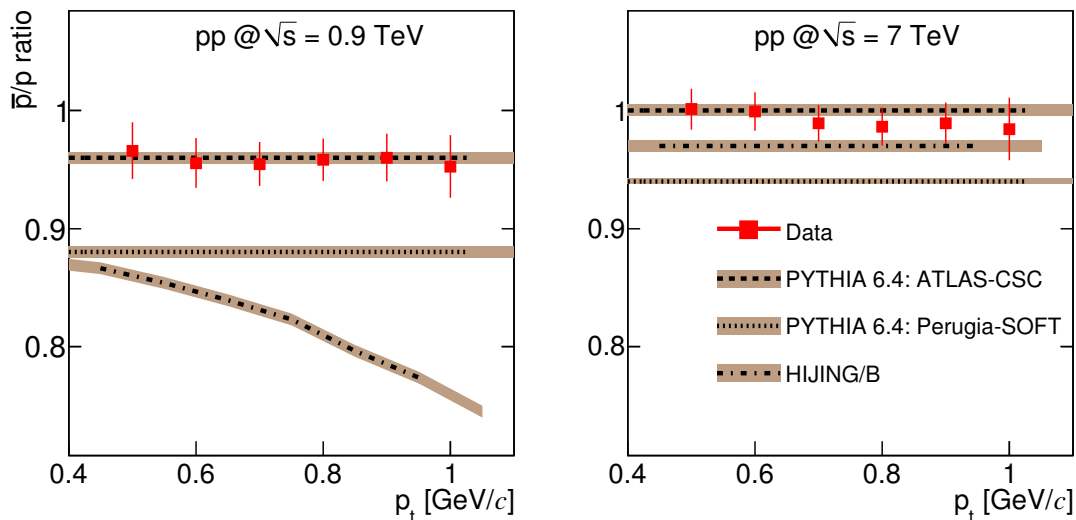 pp @ √s = 0.9 TeV
p̅/p ratio
1
0.9
0.8
0.4
0.6
0.8
1
p_t [GeV/c]
pp @ √s = 7 TeV
1
0.9
0.8
Data
PYTHIA 6.4: ATLAS-CSC
PYTHIA 6.4: Perugia-SOFT
HIJING/B
0.4
0.6
0.8
1
p_t [GeV/c]